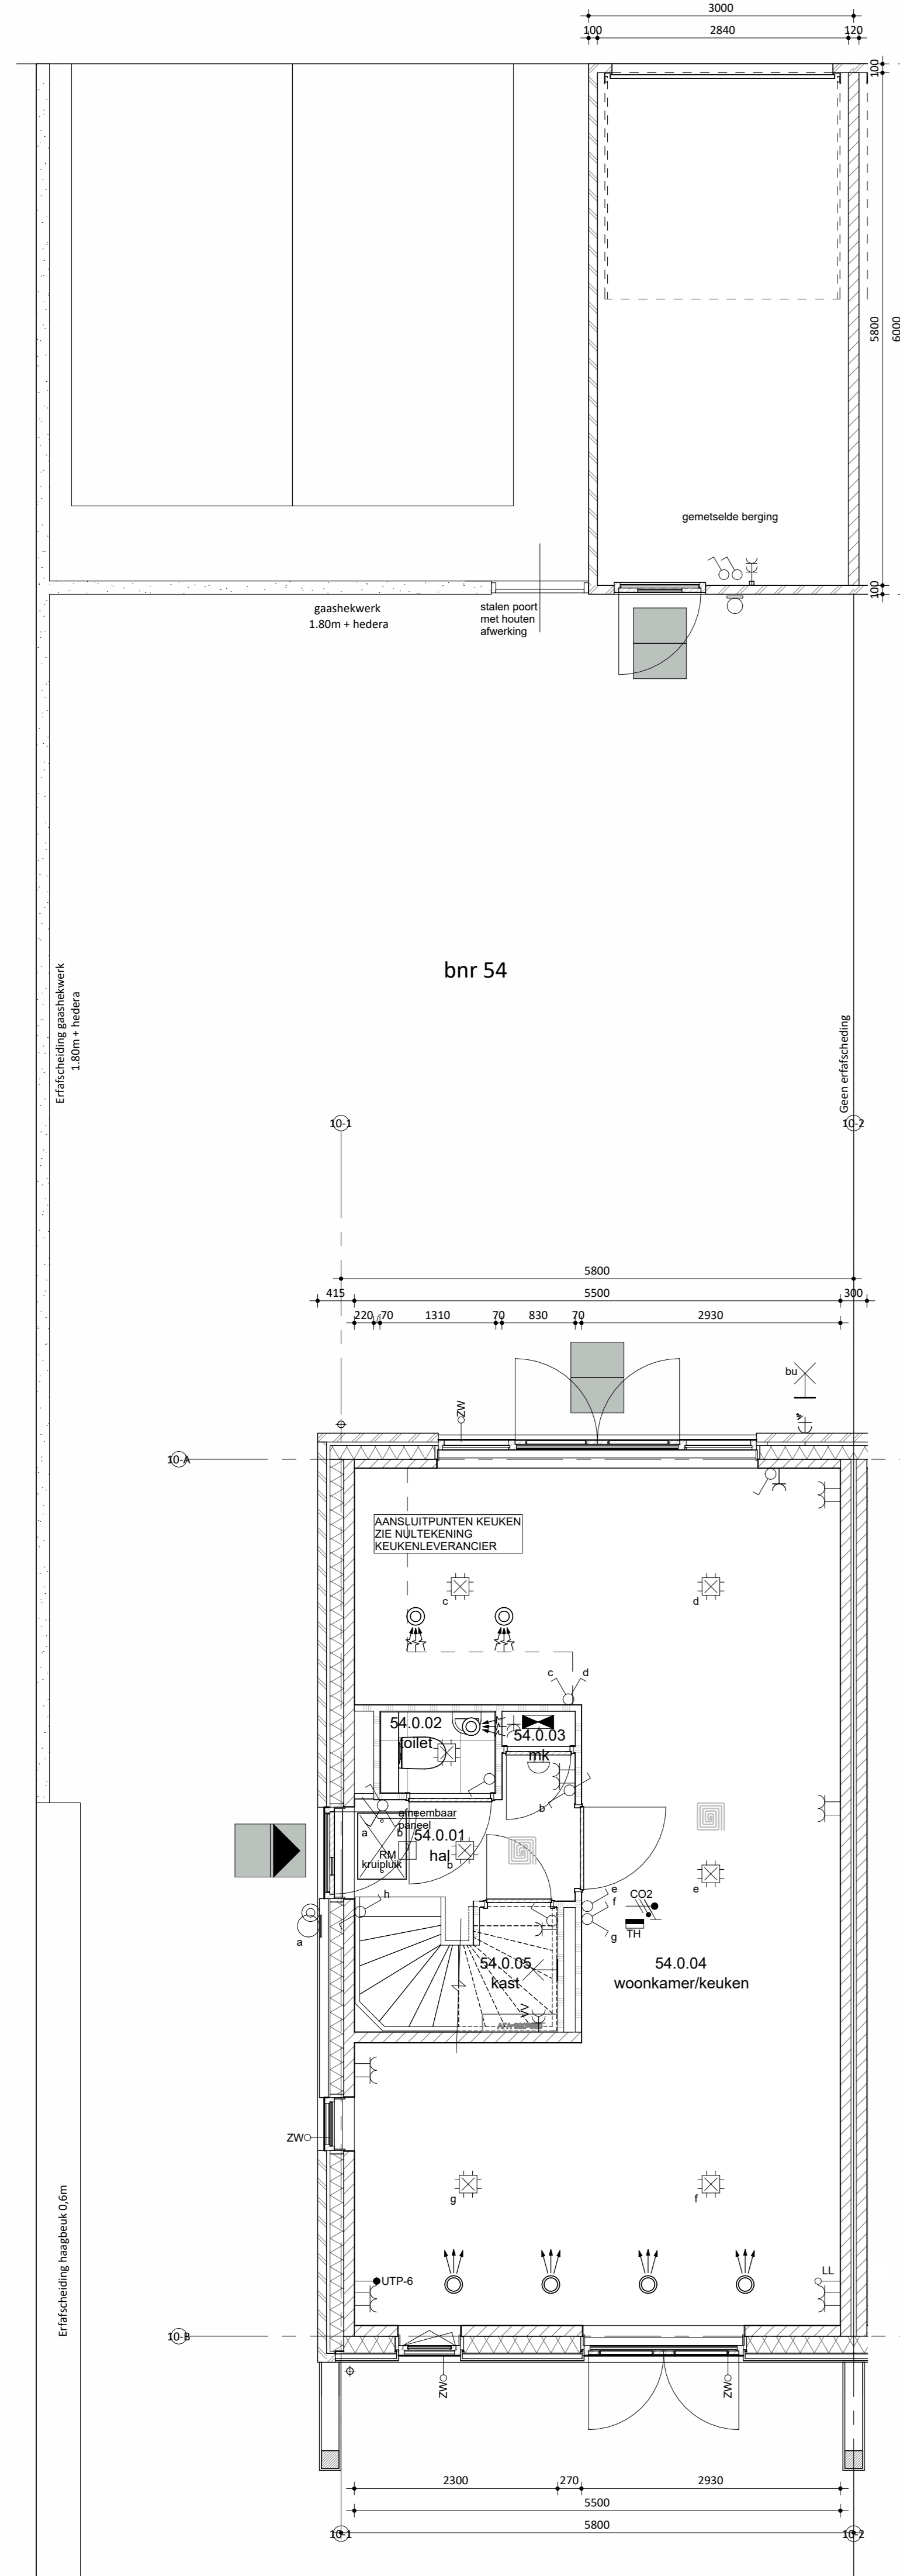 3000
100
2840
120
100
5800
6000
gemetselde berging
100
gaashekwerk
1.80m + hedera
stalen poort
met houten
afwerking
Erfafscheiding gaashekwerk
1.80m + hedera
bnr 54
Geen erfafscheding
10-1
10-2
5800
415
5500
300
220
70
1310
70
830
70
2930
bu
ZW
10-A
AANSLUITPUNTEN KEUKEN
ZIE NULTEKENING
KEUKENLEVERANCIER
c
d
c
d
54.0.02
toilet
54.0.03
mk
b
afneembaar
paneel
a
b
54.0.01
hal
RM
kruipluik
b
h
e
f
g
CO2
TH
e
a
54.0.05
kast
54.0.04
woonkamer/keuken
ZW
g
f
Erfafscheiding haagbeuk 0,6m
UTP-6
LL
10-B
ZW
ZW
2300
270
2930
5500
5800
10-1
10-2